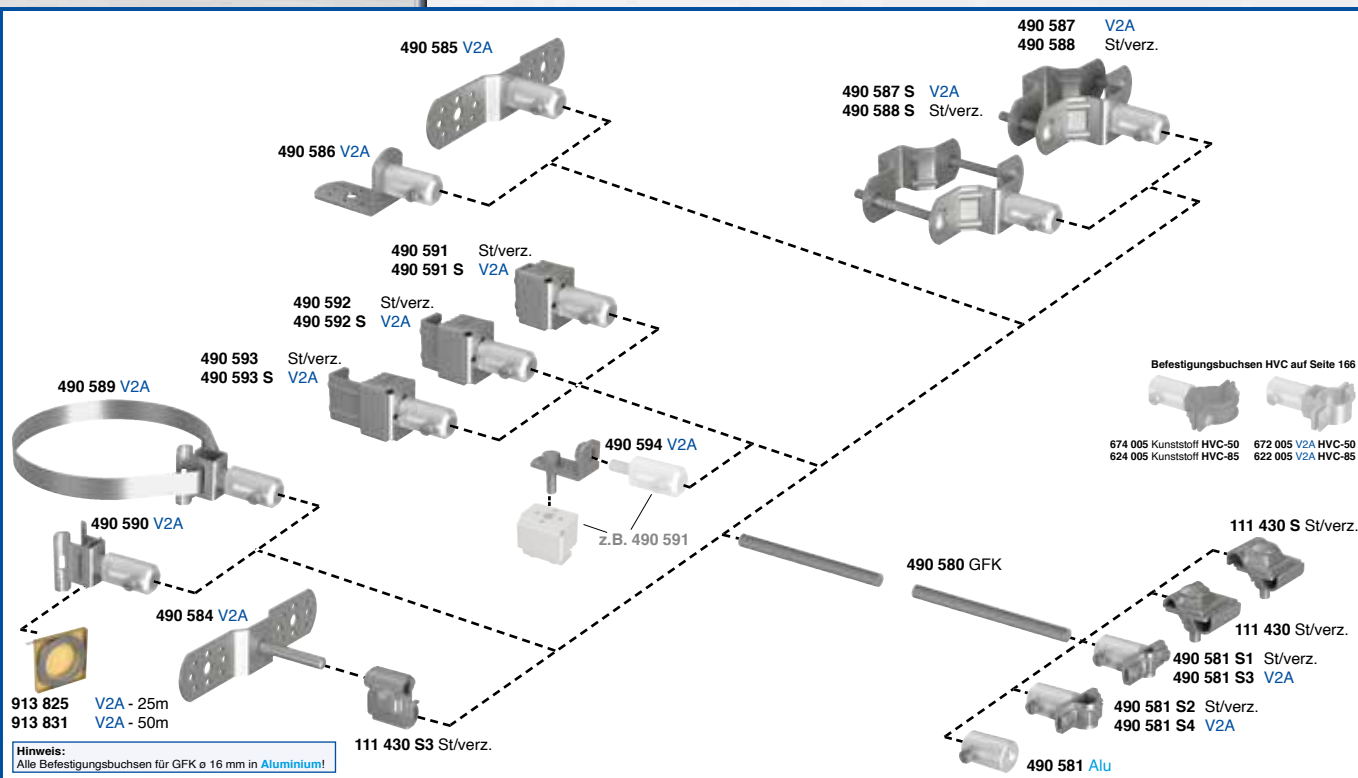 490 585 V2A
490 587 V2A
490 588 St/verz.
490 587 S V2A
490 588 S St/verz.
490 586 V2A
490 591 St/verz.
490 591 S V2A
490 592 St/verz.
490 592 S V2A
490 593 St/verz.
490 593 S V2A
490 589 V2A
Befestigungsbuchsen HVC auf Seite 166
674 005 Kunststoff HVC-50 672 005 V2A HVC-50
624 005 Kunststoff HVC-85 622 005 V2A HVC-85
490 594 V2A
z.B. 490 591
490 590 V2A
111 430 S St/verz.
490 580 GFK
490 584 V2A
111 430 St/verz.
490 581 S1 St/verz.
490 581 S3 V2A
913 825 V2A - 25m
913 831 V2A - 50m
490 581 S2 St/verz.
490 581 S4 V2A
111 430 S3 St/verz.
490 581 Alu
Hinweis:
Alle Befestigungsbuchsen für GFK ø 16 mm in Aluminium!